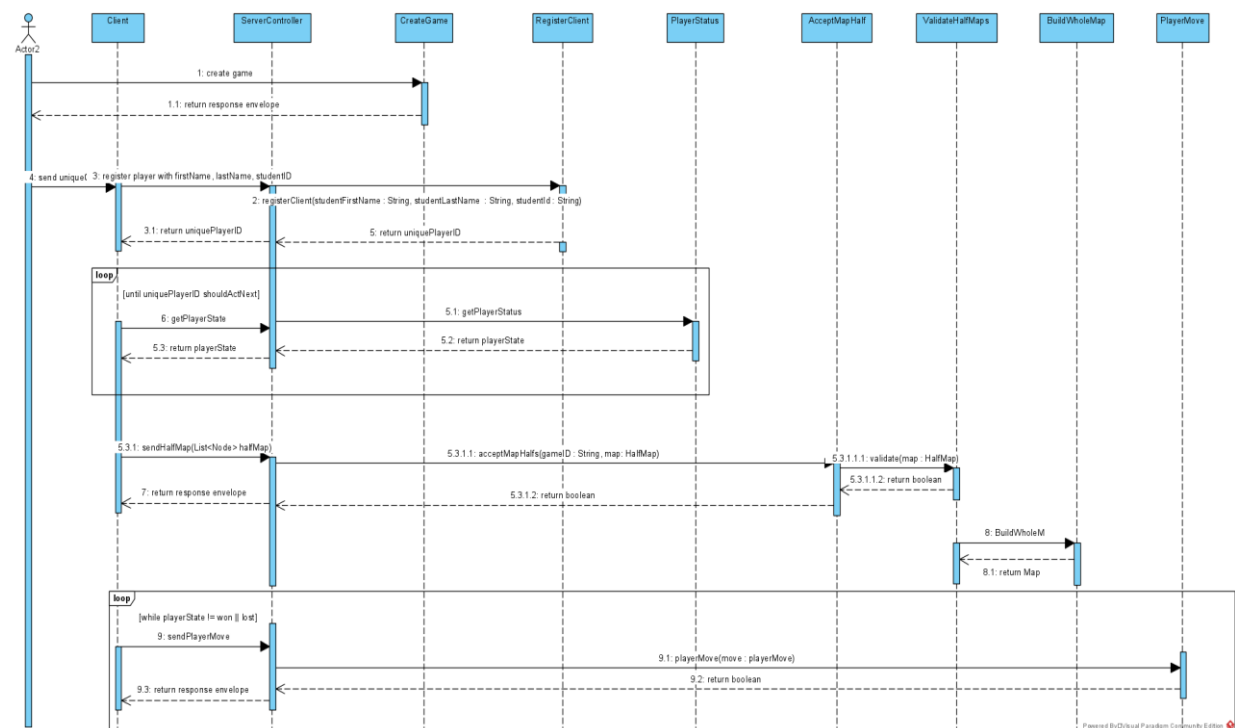 Client
ServerController
CreateGame
RegisterClient
PlayerStatus
AcceptMapHalf
ValidateHalfMaps
BuildWholeMap
PlayerMove
Actor2
1: create game
1.1: return response envelope
4: send unique
3: register player with firstName, lastName, studentID
2: registerClient(studentFirstName : String, studentLastName : String, studentId : String)
3.1: return uniquePlayerID
5: return uniquePlayerID
loop
[until uniquePlayerID shouldActNext]
6: getPlayerState
5.1: getPlayerStatus
5.2: return playerState
5.3: return playerState
5.3.1: sendHalfMap(List<Node> halfMap)
5.3.1.1: acceptMapHalfs(gameID : String, map: HalfMap)
5.3.1.1.1: validate(map : HalfMap)
5.3.1.1.2: return boolean
7: return response envelope
5.3.1.2: return boolean
8: BuildWholeM
8.1: return Map
loop
[while playerState != won || lost]
9: sendPlayerMove
9.1: playerMove(move : playerMove)
9.2: return boolean
9.3: return response envelope
Powered By Visual Paradigm Community Edition